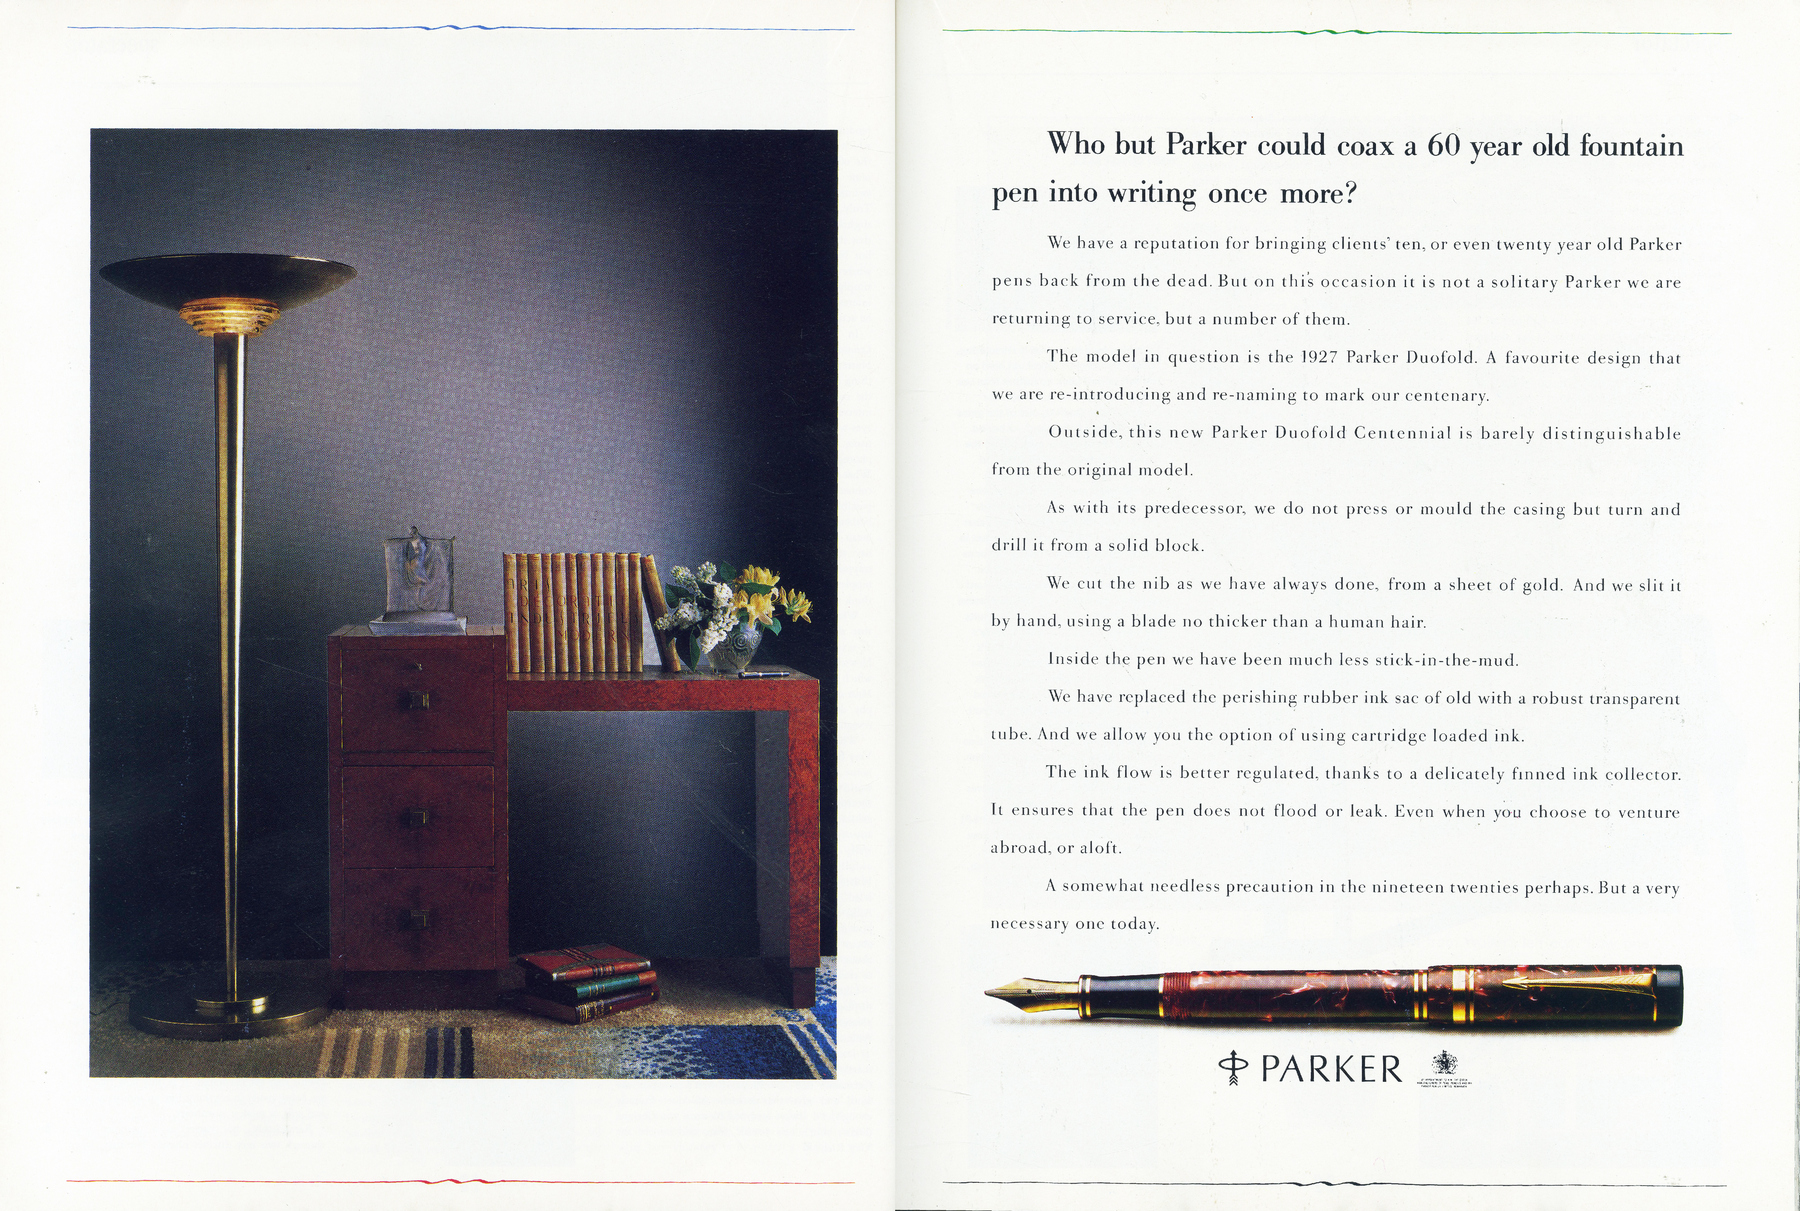 ARTI
DE ORATI
IND STRIEL
MODERN
Who but Parker could coax a 60 year old fountain
pen into writing once more?
We have a reputation for bringing clients' ten, or even twenty year old Parker
pens back from the dead. But on this occasion it is not a solitary Parker we are
returning to service, but a number of them.
The model in question is the 1927 Parker Duofold. A favourite design that
we are re-introducing and re-naming to mark our centenary.
Outside, this new Parker Duofold Centennial is barely distinguishable
from the original model.
As with its predecessor, we do not press or mould the casing but turn and
drill it from a solid block.
We cut the nib as we have always done, from a sheet of gold. And we slit it
by hand, using a blade no thicker than a human hair.
Inside the pen we have been much less stick-in-the-mud.
We have replaced the perishing rubber ink sac of old with a robust transparent
tube. And we allow you the option of using cartridge loaded ink.
The ink flow is better regulated, thanks to a delicately finned ink collector.
It ensures that the pen does not flood or leak. Even when you choose to venture
abroad, or aloft.
A somewhat needless precaution in the nineteen twenties perhaps. But a very
necessary one today.
PARKER